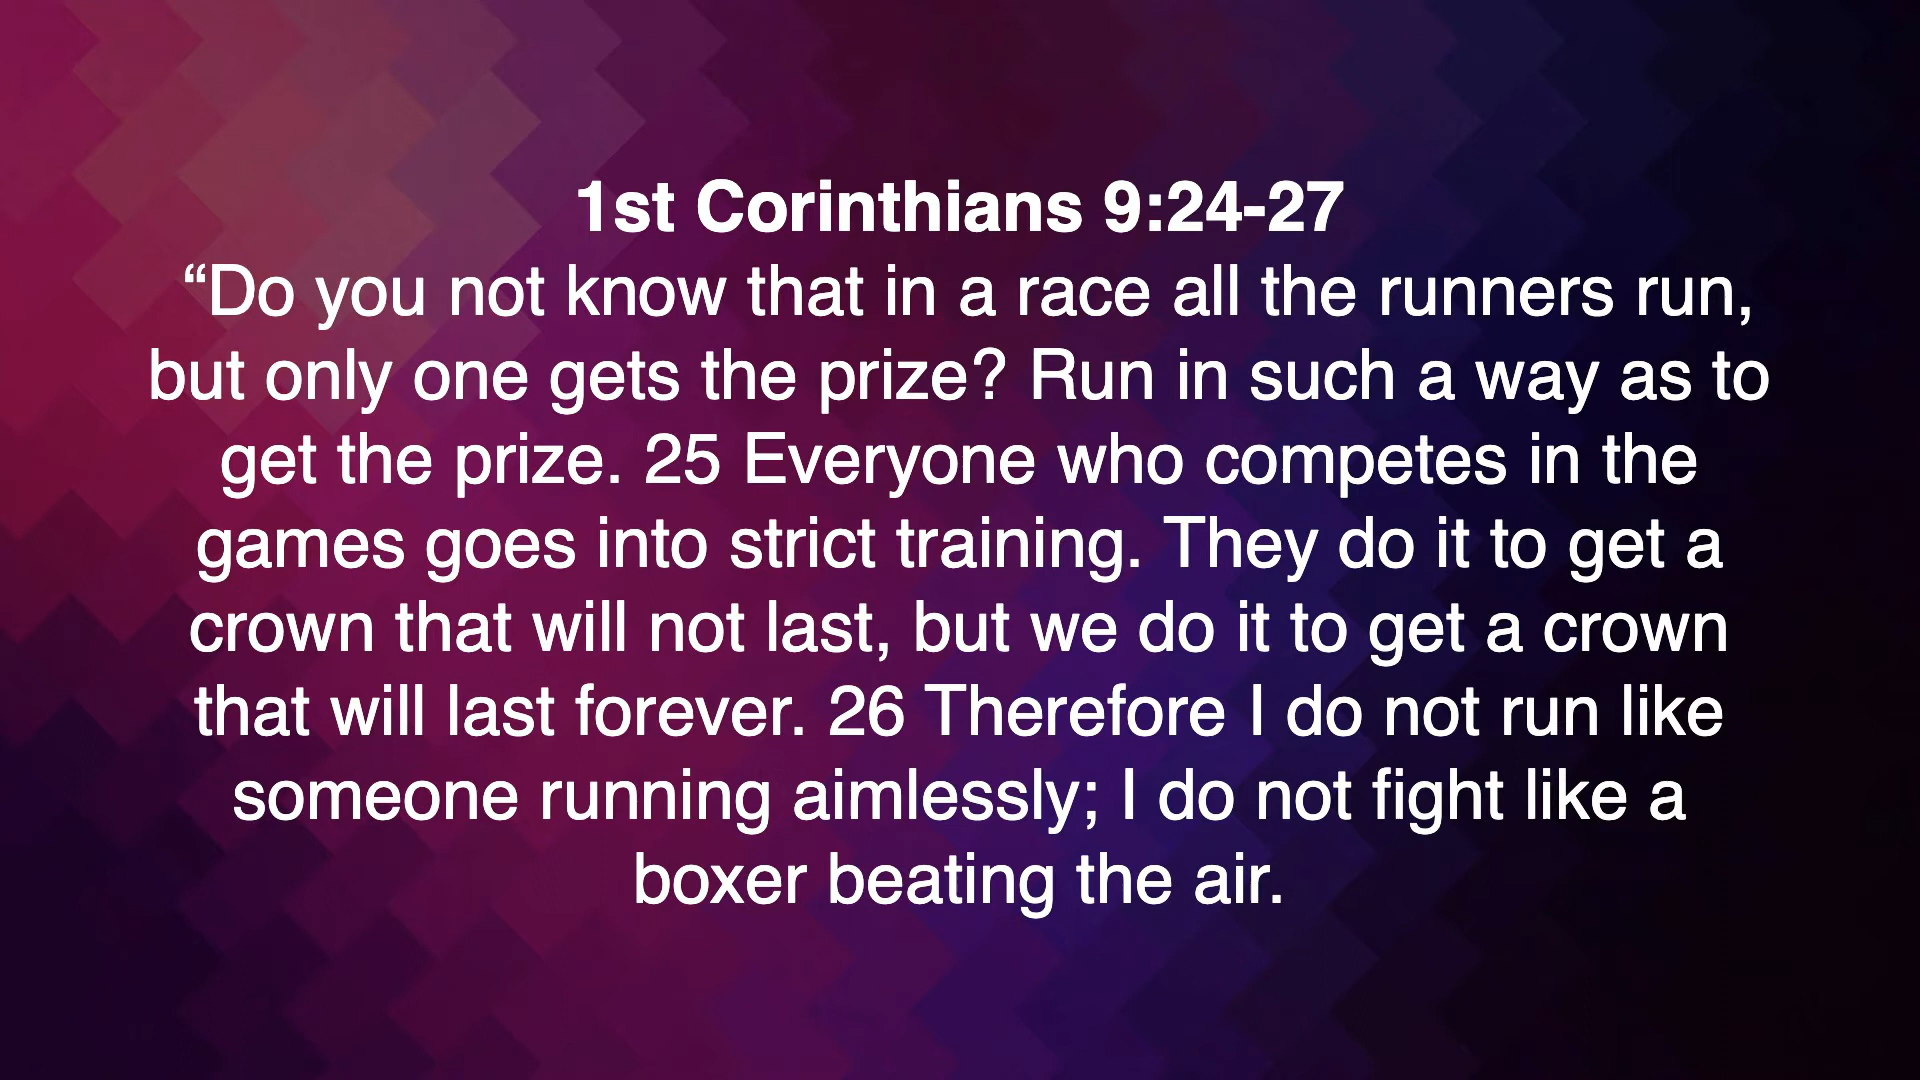 1st Corinthians 9:24-27
“Do you not know that in a race all the runners run,
but only one gets the prize? Run in such a way as to
get the prize. 25 Everyone who competes in the
games goes into strict training. They do it to get a
crown that will not last, but we do it to get a crown
that will last forever. 26 Therefore I do not run like
someone running aimlessly; I do not fight like a
boxer beating the air.